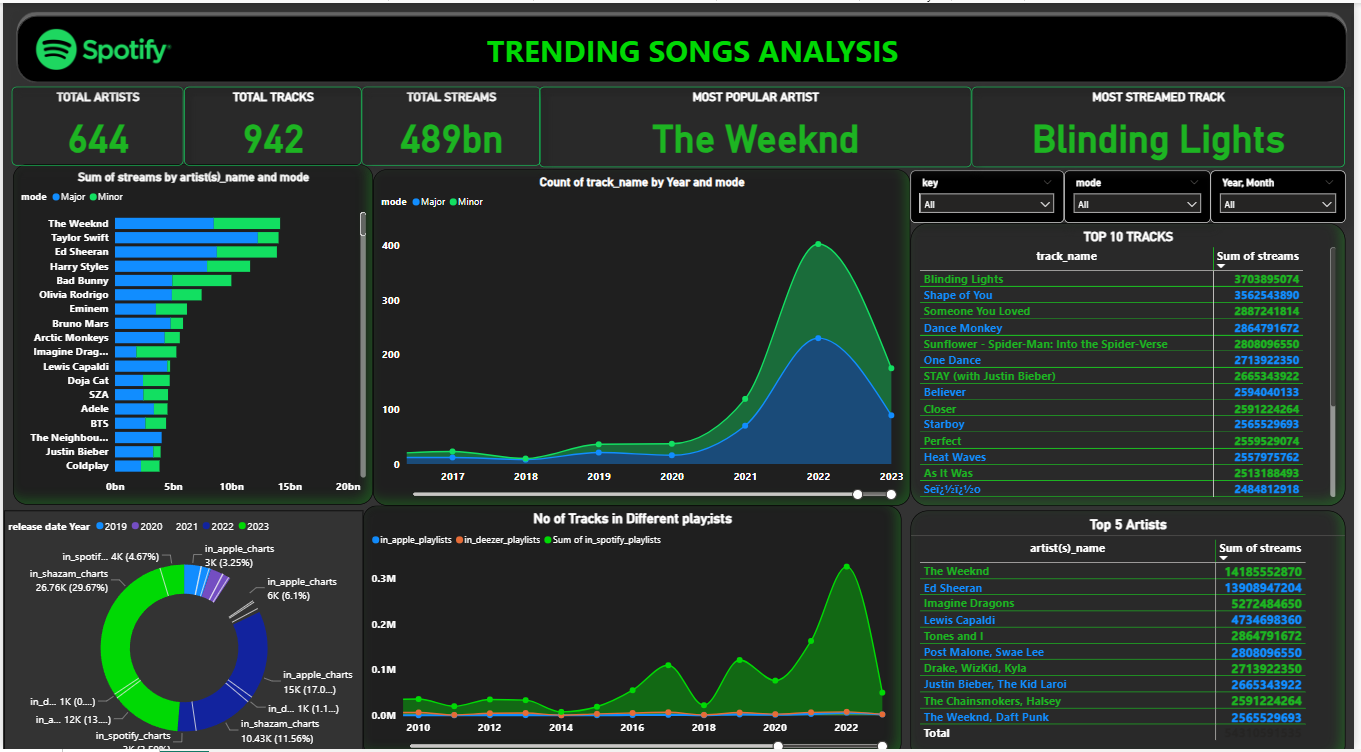 Spotify
TRENDING SONGS ANALYSIS
TOTAL ARTISTS
644
TOTAL TRACKS
942
TOTAL STREAMS
489bn
MOST POPULAR ARTIST
The Weeknd
MOST STREAMED TRACK
Blinding Lights
Sum of streams by artist(s)_name and mode
mode Major Minor
The Weeknd
Taylor Swift
Ed Sheeran
Harry Styles
Bad Bunny
Olivia Rodrigo
Eminem
Bruno Mars
Arctic Monkeys
Imagine Drag...
Lewis Capaldi
Doja Cat
SZA
Adele
BTS
The Neighbou...
Justin Bieber
Coldplay
0bn 5bn 10bn 15bn 20bn
Count of track_name by Year and mode
mode Major Minor
400
300
200
100
0
2017 2018 2019 2020 2021 2022 2023
key
All
mode
All
Year, Month
All
TOP 10 TRACKS
track_name Sum of streams
Blinding Lights 3703895074
Shape of You 3562543890
Someone You Loved 2887241814
Dance Monkey 2864791672
Sunflower - Spider-Man: Into the Spider-Verse 2808096550
One Dance 2713922350
STAY (with Justin Bieber) 2665343922
Believer 2594040133
Closer 2591224264
Starboy 2565529693
Perfect 2559529074
Heat Waves 2557975762
As It Was 2513188493
Seï¿½ï¿½o 2484812918
release date Year 2019 2020 2021 2022 2023
in_spotif... 4K (4.67%)
in_apple_charts
3K (3.25%)
in_shazam_charts
26.76K (29.67%)
in_apple_charts
6K (6.1%)
in_apple_charts
15K (17.0...)
in_d... 1K (0...)
in_d... 1K (1.1...)
in_a... 12K (13....)
in_shazam_charts
10.43K (11.56%)
in_spotify_charts
No of Tracks in Different play;ists
in_apple_playlists in_deezer_playlists Sum of in_spotify_playlists
0.3M
0.2M
0.1M
0.0M
2010 2012 2014 2016 2018 2020 2022
Top 5 Artists
artist(s)_name Sum of streams
The Weeknd 14185552870
Ed Sheeran 13908947204
Imagine Dragons 5272484650
Lewis Capaldi 4734698360
Tones and I 2864791672
Post Malone, Swae Lee 2808096550
Drake, WizKid, Kyla 2713922350
Justin Bieber, The Kid Laroi 2665343922
The Chainsmokers, Halsey 2591224264
The Weeknd, Daft Punk 2565529693
Total